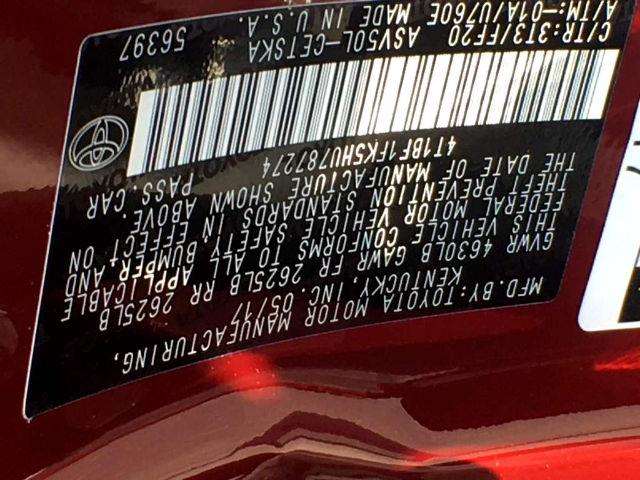 MFD. BY: TOYOTA MOTOR MANUFACTURING,
KENTUCKY, INC. 05/17
GVWR 4630LB GAWR FR 2625LB RR 2625LB
THIS VEHICLE CONFORMS TO ALL APPLICABLE
FEDERAL MOTOR VEHICLE SAFETY BUMPER, AND
THEFT PREVENTION STANDARDS IN EFFECT ON
THE DATE OF MANUFACTURE SHOWN ABOVE.
4T1BF1FK5HU787274 PASS. CAR
C/TR: 3T3/FF20 ASV50L-CETSKA 56397
A/TM: -01A/U760E MADE IN U.S.A.